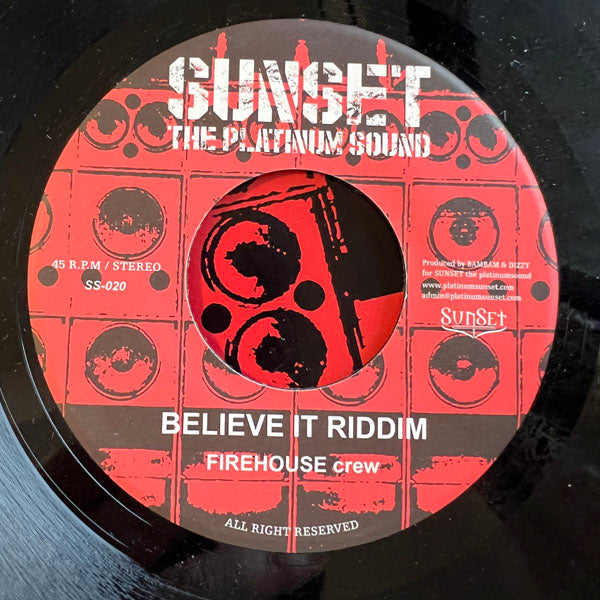 SUNSET
THE PLATINUM SOUND
45 R.P.M / STEREO
SS-020
Produced by BAMBAM & DIZZY
for SUNSET the platinumsound
www.platinumsunset.com
admin@platinumsunset.com
SUNSET
BELIEVE IT RIDDIM
FIREHOUSE crew
ALL RIGHT RESERVED